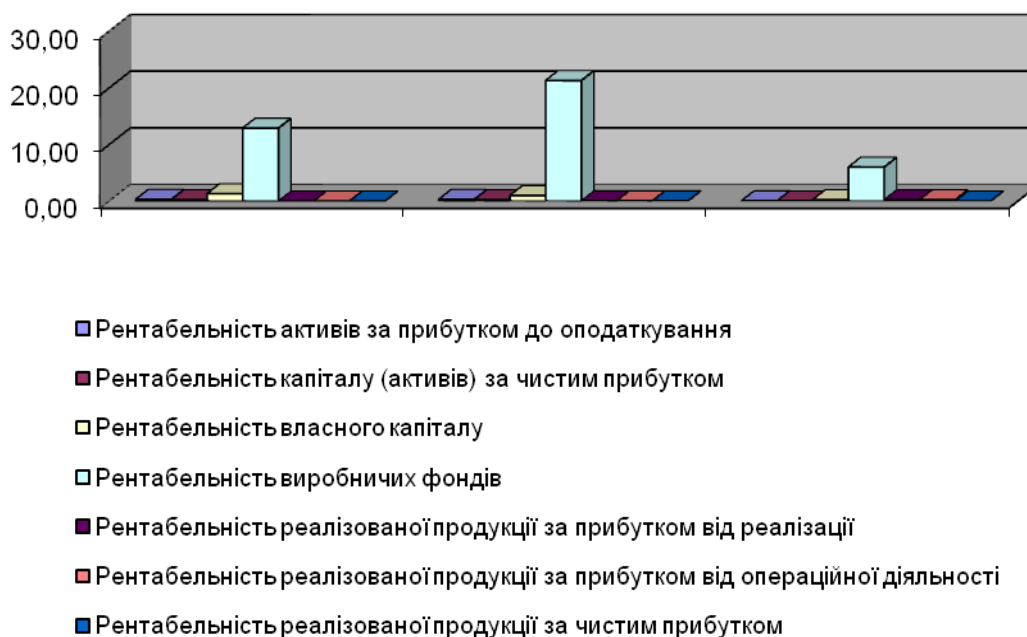 30,00
20,00
10,00
0,00
Рентабельність активів за прибутком до оподаткування
Рентабельність капіталу (активів) за чистим прибутком
Рентабельність власного капіталу
Рентабельність виробничих фондів
Рентабельність реалізованої продукції за прибутком від реалізації
Рентабельність реалізованої продукції за прибутком від операційної діяльності
Рентабельність реалізованої продукції за чистим прибутком